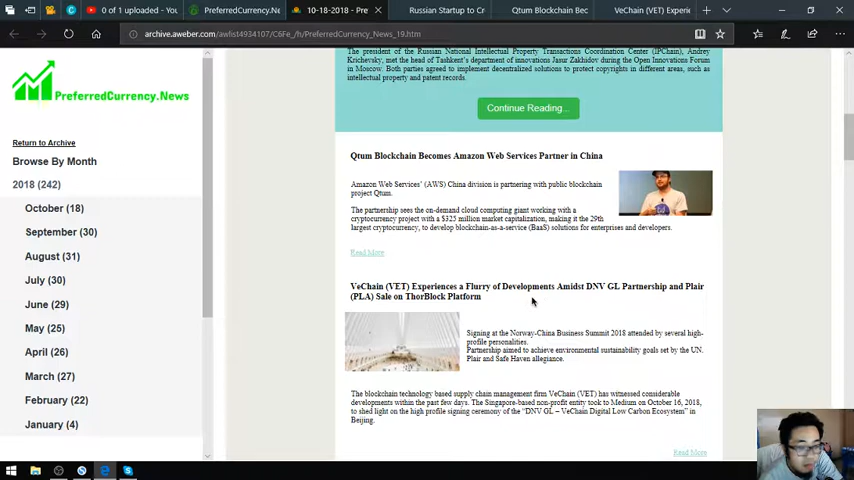 0 of 1 uploaded - You
PreferredCurrency.Ne
10-18-2018 - Pre
Russian Startup to Cr
Qtum Blockchain Bec
VeChain (VET) Experie
archive.aweber.com/awlist4934107/C6Fe_/h/PreferredCurrency_News_19.htm
PreferredCurrency.News
Return to Archive
Browse By Month
2018 (242)
October (18)
September (30)
August (31)
July (30)
June (29)
May (25)
April (26)
March (27)
February (22)
January (4)
The president of the Russian National Intellectual Property Transactions Coordination Center (IPChain), Andrey
Krichevsky, met the head of Tashkent's department of innovations Jasur Zakhidov during the Open Innovations Forum
in Moscow. Both parties agreed to implement decentralized solutions to protect copyrights in different areas, such as
intellectual property and patent records.
Continue Reading...
Qtum Blockchain Becomes Amazon Web Services Partner in China
Amazon Web Services' (AWS) China division is partnering with public blockchain
project Qtum.
The partnership sees the on-demand cloud computing giant working with a
cryptocurrency project with a $325 million market capitalization, making it the 29th
largest cryptocurrency, to develop blockchain-as-a-service (BaaS) solutions for enterprises and developers.
Read More
VeChain (VET) Experiences a Flurry of Developments Amidst DNV GL Partnership and Plair
(PLA) Sale on ThorBlock Platform
Signing at the Norway-China Business Summit 2018 attended by several high-
profile personalities.
Partnership aimed to achieve environmental sustainability goals set by the UN.
Plair and Safe Haven allegiance.
The blockchain technology based supply chain management firm VeChain (VET) has witnessed considerable
developments within the past few days. The Singapore-based non-profit entity took to Medium on October 16, 2018,
to shed light on the high profile signing ceremony of the "DNV GL – VeChain Digital Low Carbon Ecosystem" in
Beijing.
Read More